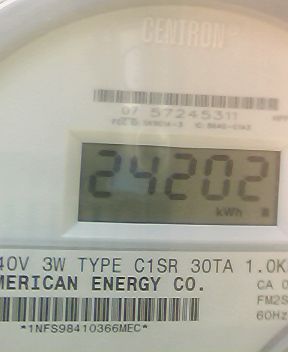 CENTRON
07 57245311
24202
kWh
40V 3W TYPE C1SR 30TA 1.0K
MERICAN ENERGY CO.
CA 0
FM2S
60Hz
*1NFS98410366MEC*